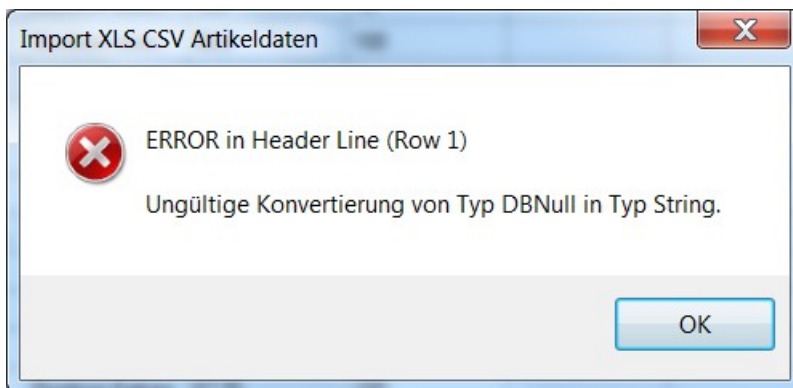 Import XLS CSV Artikeldaten
ERROR in Header Line (Row 1)
Ungültige Konvertierung von Typ DBNull in Typ String.
OK